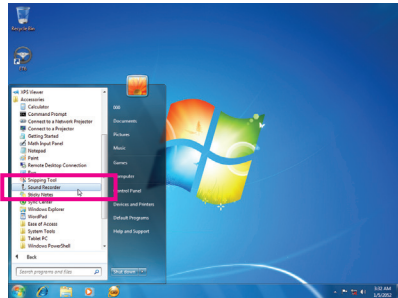 Recycle Bin
XPS Viewer
Accessories
Calculator
Command Prompt
Connect to a Network Projector
Connect to a Projector
Getting Started
Math Input Panel
Notepad
Paint
Remote Desktop Connection
Run
Snipping Tool
Sound Recorder
Sticky Notes
Sync Center
Windows Explorer
WordPad
Ease of Access
System Tools
Tablet PC
Windows PowerShell
Back
Search programs and files
Documents
Pictures
Music
Games
Computer
Control Panel
Devices and Printers
Default Programs
Help and Support
Shut down